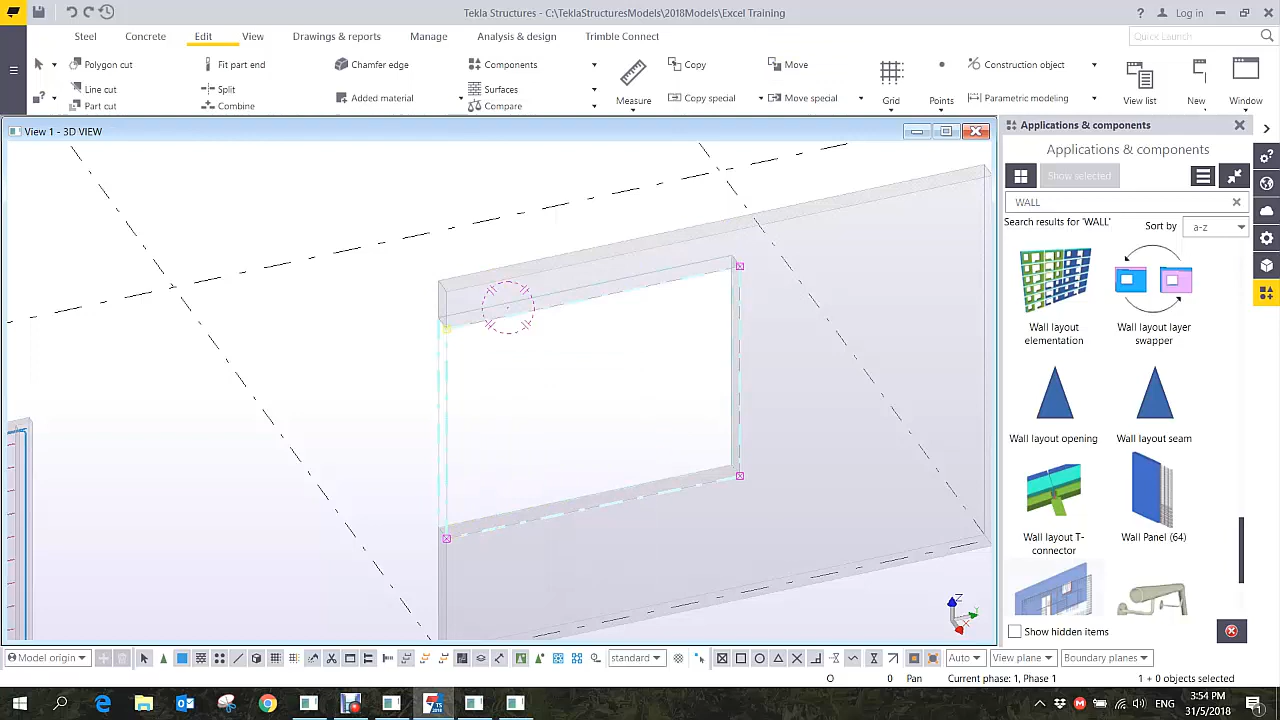 Tekla Structures - C:\TeklaStructuresModels\2018Models\Excel Training
? Log in
Steel Concrete Edit View Drawings & reports Manage Analysis & design Trimble Connect
Quick Launch
Polygon cut Fit part end Chamfer edge Components Copy Move Construction object
Line cut Split Surfaces
Part cut Combine Added material Compare Measure Copy special Move special Grid Points Parametric modeling View list New Window
View 1 - 3D VIEW
Applications & components
Applications & components
Show selected
WALL
Search results for 'WALL' Sort by a-z
Wall layout elementation
Wall layout layer swapper
Wall layout opening
Wall layout seam
Wall layout T-connector
Wall Panel (64)
Show hidden items
Z
Model origin standard Auto View plane Boundary planes
O 0 Pan Current phase: 1, Phase 1 1 + 0 objects selected
ENG 3:54 PM
31/5/2018